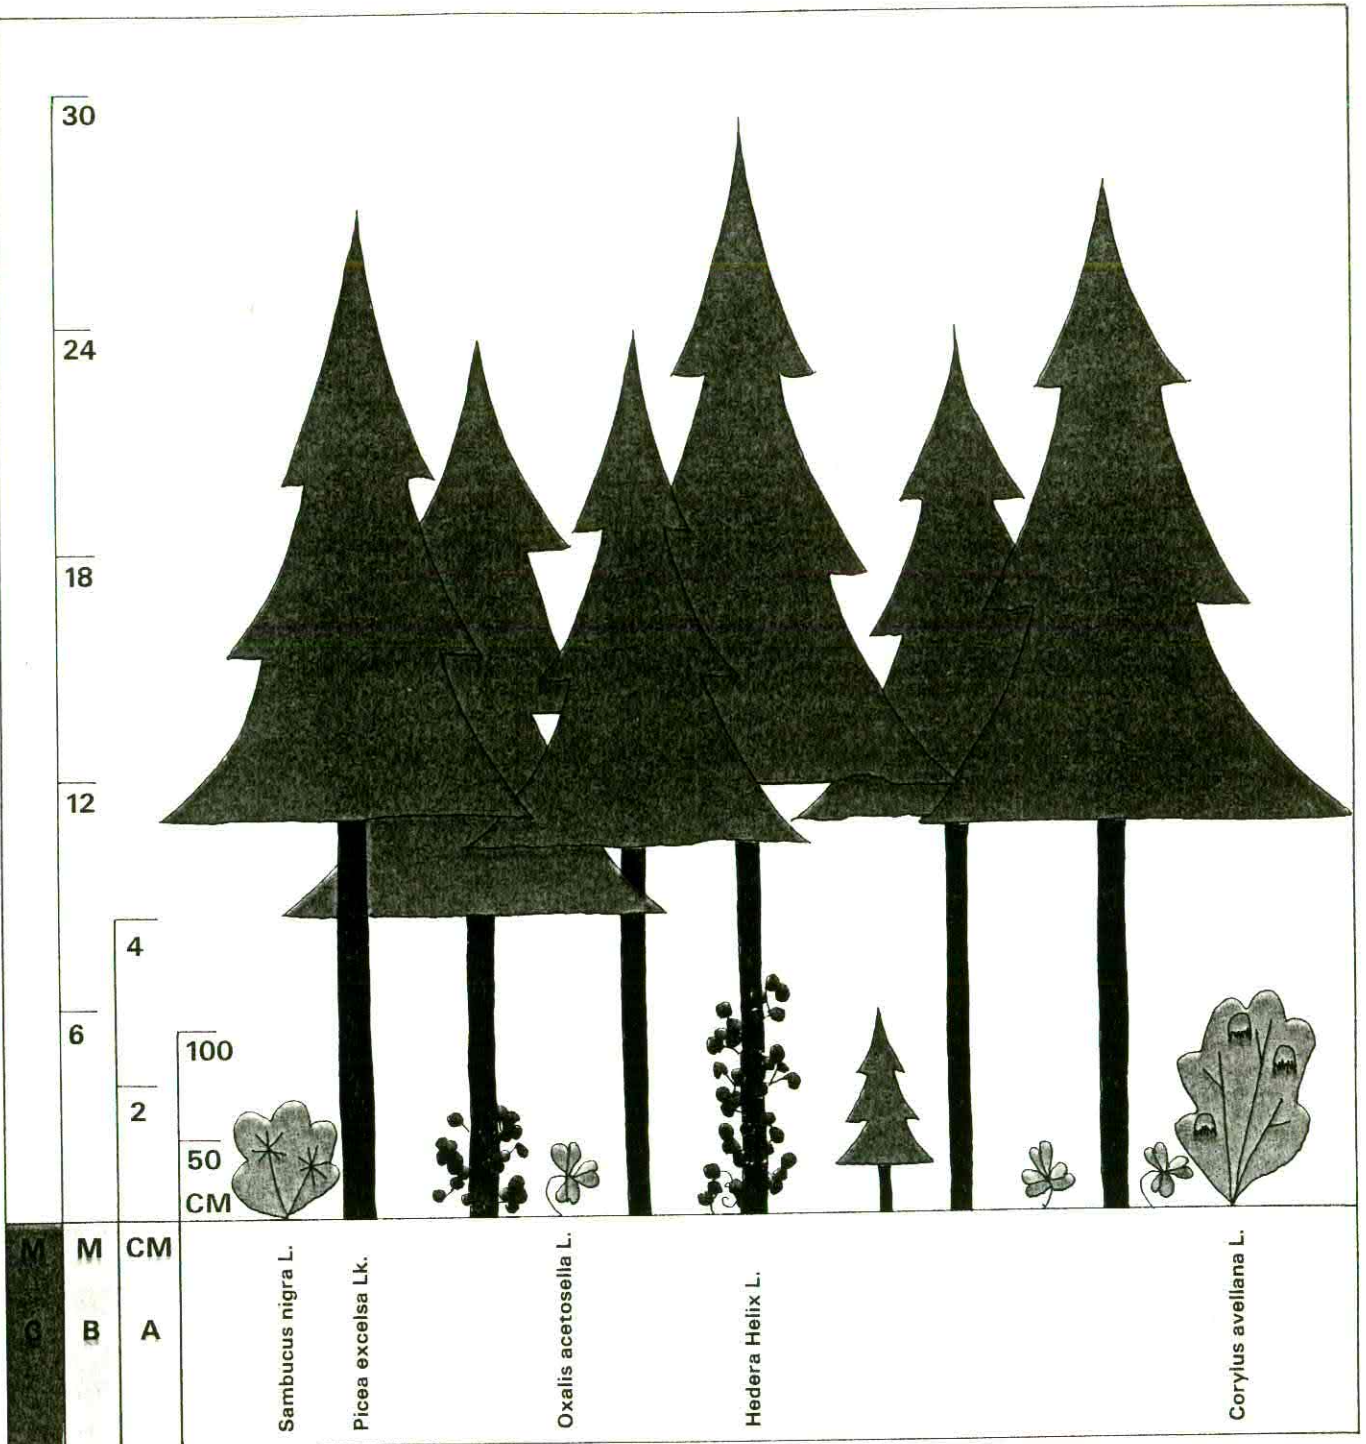 30
24
18
12
6
4
2
100
50
CM
M M CM
C B A
Sambucus nigra L.
Picea excelsa Lk.
Oxalis acetosella L.
Hedera Helix L.
Corylus avellana L.